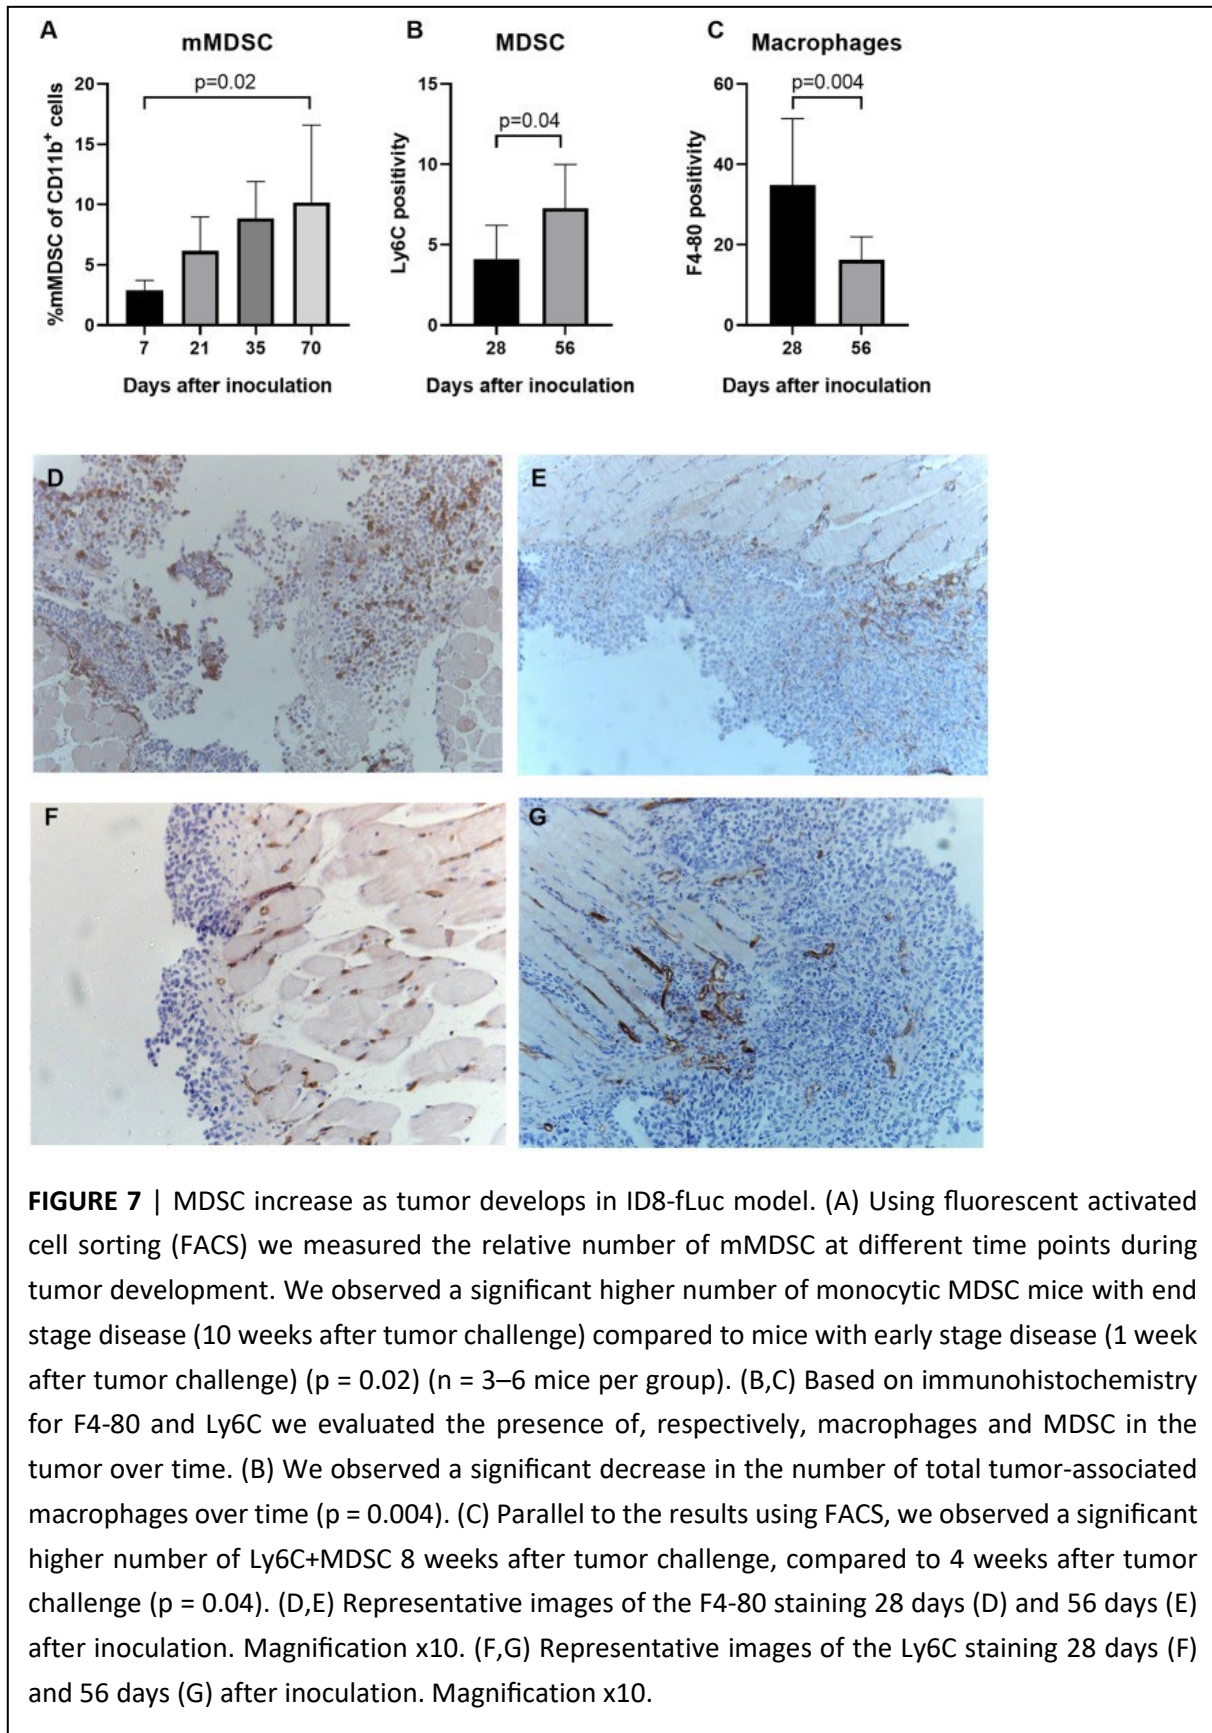 A
mMDSC
%mMDSC of CD11b+ cells
20
15
10
5
0
p=0.02
7 21 35 70
Days after inoculation
B
MDSC
Ly6C positivity
15
10
5
0
p=0.04
28 56
Days after inoculation
C
Macrophages
F4-80 positivity
60
40
20
0
p=0.004
28 56
Days after inoculation
D
E
F
G
FIGURE 7 | MDSC increase as tumor develops in ID8-fLuc model. (A) Using fluorescent activated
cell sorting (FACS) we measured the relative number of mMDSC at different time points during
tumor development. We observed a significant higher number of monocytic MDSC mice with end
stage disease (10 weeks after tumor challenge) compared to mice with early stage disease (1 week
after tumor challenge) (p = 0.02) (n = 3–6 mice per group). (B,C) Based on immunohistochemistry
for F4-80 and Ly6C we evaluated the presence of, respectively, macrophages and MDSC in the
tumor over time. (B) We observed a significant decrease in the number of total tumor-associated
macrophages over time (p = 0.004). (C) Parallel to the results using FACS, we observed a significant
higher number of Ly6C+MDSC 8 weeks after tumor challenge, compared to 4 weeks after tumor
challenge (p = 0.04). (D,E) Representative images of the F4-80 staining 28 days (D) and 56 days (E)
after inoculation. Magnification x10. (F,G) Representative images of the Ly6C staining 28 days (F)
and 56 days (G) after inoculation. Magnification x10.